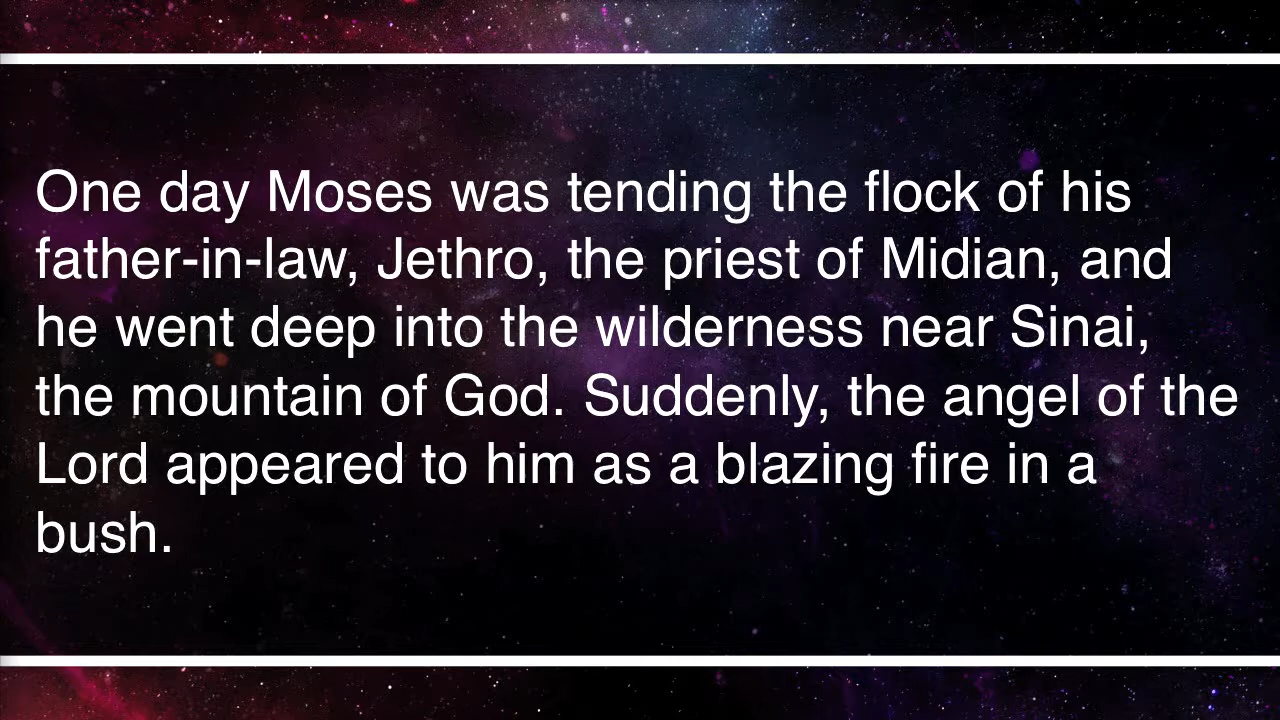 One day Moses was tending the flock of his
father-in-law, Jethro, the priest of Midian, and
he went deep into the wilderness near Sinai,
the mountain of God. Suddenly, the angel of the
Lord appeared to him as a blazing fire in a
bush.